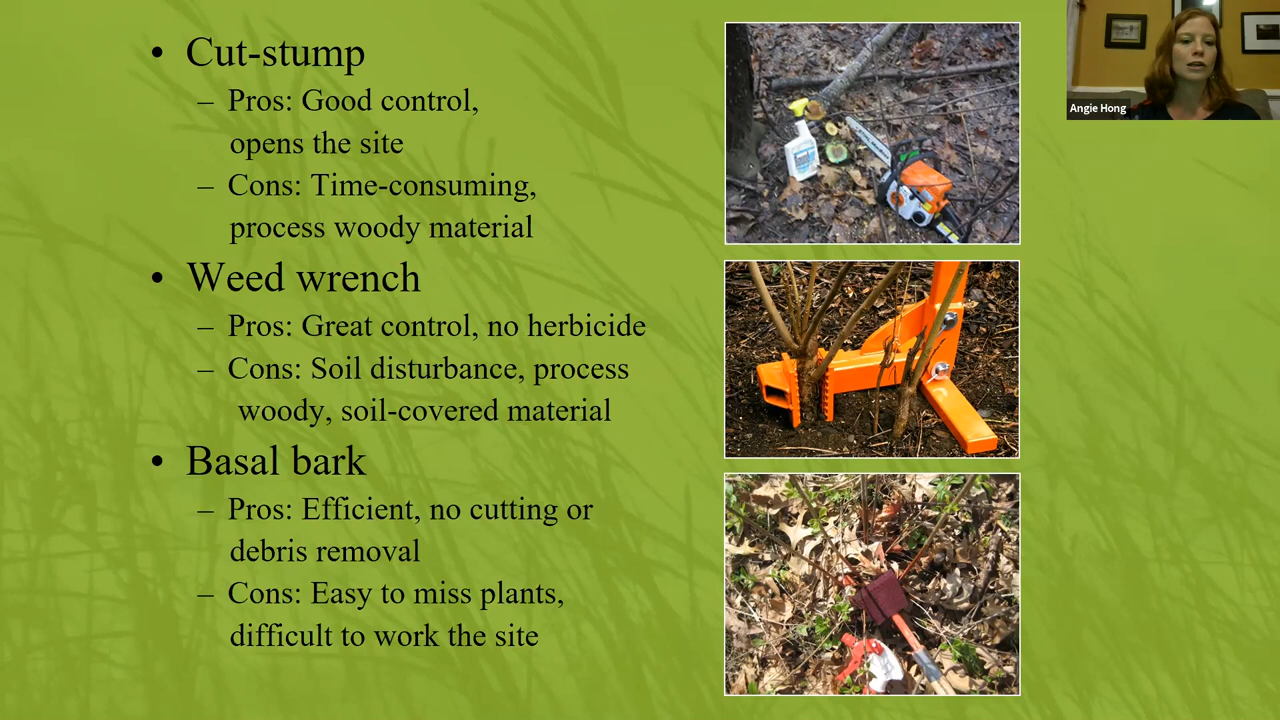 • Cut-stump
– Pros: Good control,
opens the site
– Cons: Time-consuming,
process woody material
• Weed wrench
– Pros: Great control, no herbicide
– Cons: Soil disturbance, process
woody, soil-covered material
• Basal bark
– Pros: Efficient, no cutting or
debris removal
– Cons: Easy to miss plants,
difficult to work the site
Angie Hong